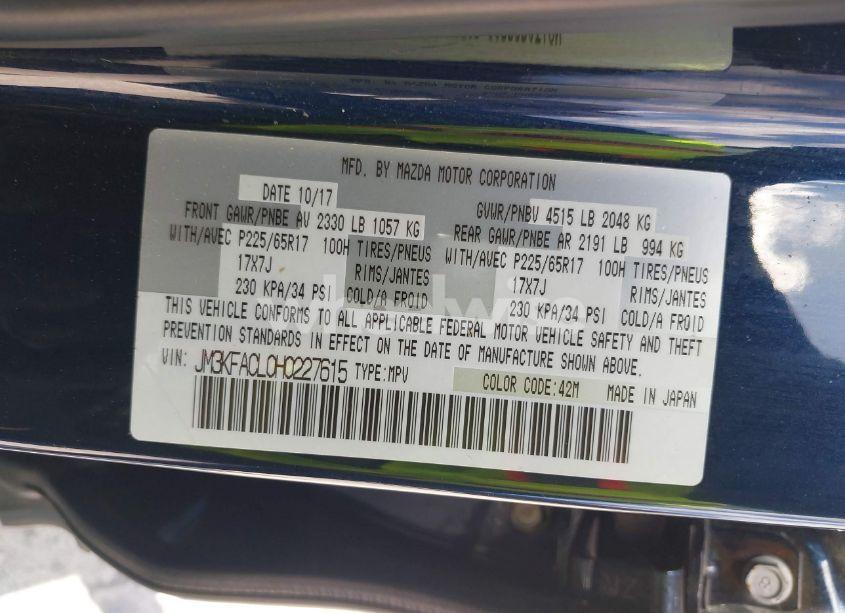 MFD. BY MAZDA MOTOR CORPORATION
DATE 10/17
GVWR/PNBV 4515 LB 2048 KG
FRONT GAWR/PNBE AV 2330 LB 1057 KG
REAR GAWR/PNBE AR 2191 LB 994 KG
WITH/AVEC P225/65R17 100H TIRES/PNEUS
WITH/AVEC P225/65R17 100H TIRES/PNEUS
17X7J RIMS/JANTES
17X7J RIMS/JANTES
230 KPA/34 PSI COLD/A FROID
230 KPA/34 PSI COLD/A FROID
THIS VEHICLE CONFORMS TO ALL APPLICABLE FEDERAL MOTOR VEHICLE SAFETY AND THEFT
PREVENTION STANDARDS IN EFFECT ON THE DATE OF MANUFACTURE SHOWN ABOVE.
VIN: JM3KFACL0H0227615 TYPE:MPV
COLOR CODE:42M MADE IN JAPAN